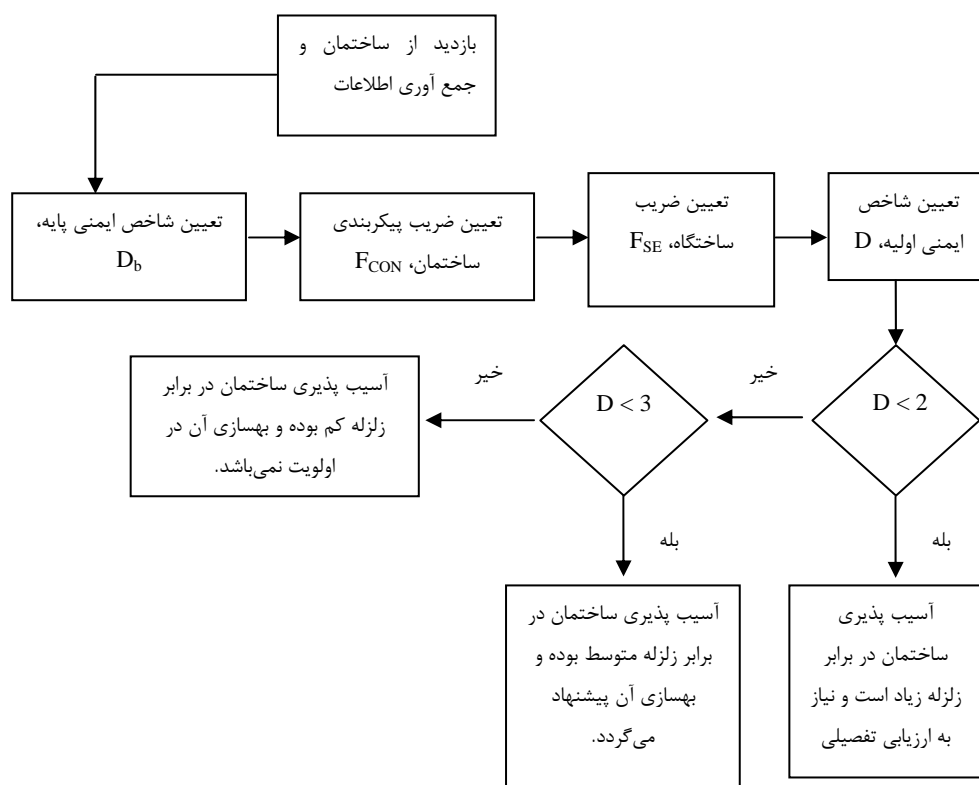 بازدید از ساختمان و
جمع آوری اطلاعات
تعیین شاخص ایمنی پایه،
D_b
تعیین ضریب پیکربندی
ساختمان، F_CON
تعیین ضریب
ساختگاه، F_SE
تعیین شاخص
ایمنی اولیه، D
D < 2
خیر
D < 3
خیر
آسیب پذیری ساختمان در برابر
زلزله کم بوده و بهسازی آن در
اولویت نمی‌باشد.
بله
بله
آسیب پذیری ساختمان در
برابر زلزله متوسط بوده و
بهسازی آن پیشنهاد
می‌گردد.
آسیب پذیری
ساختمان در برابر
زلزله زیاد است و نیاز
به ارزیابی تفصیلی